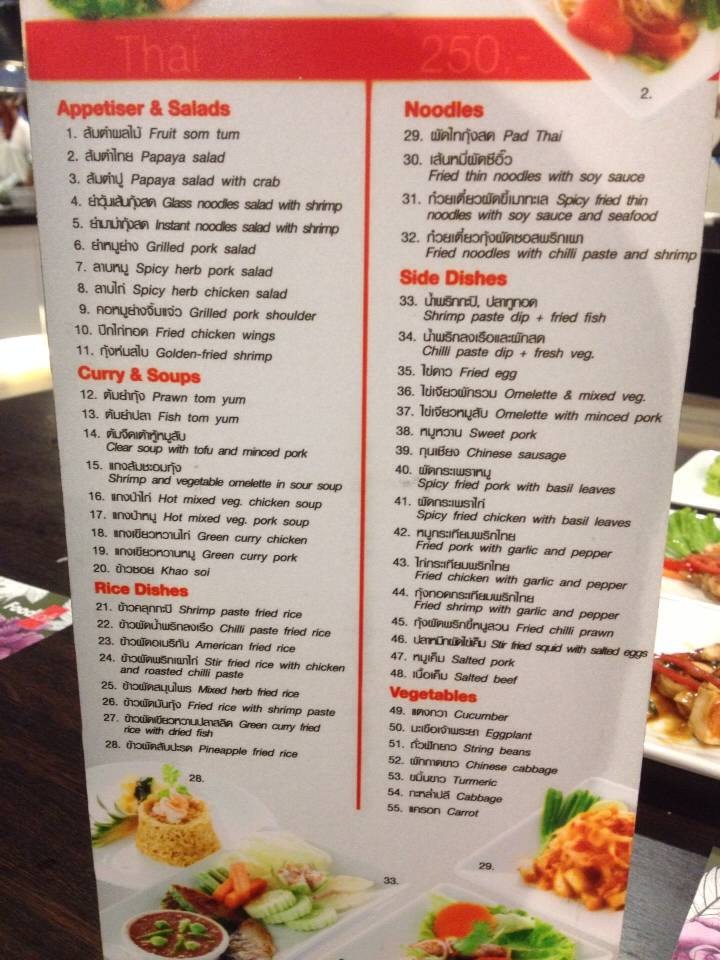 Thai 250,-
2.
Appetiser & Salads
1. ส้มตำผลไม้ Fruit som tum
2. ส้มตำไทย Papaya salad
3. ส้มตำปู Papaya salad with crab
4. ยำวุ้นเส้นกุ้งสด Glass noodles salad with shrimp
5. ยำมาม่ากุ้งสด Instant noodles salad with shrimp
6. ยำหมูย่าง Grilled pork salad
7. ลาบหมู Spicy herb pork salad
8. ลาบไก่ Spicy herb chicken salad
9. คอหมูย่างจิ้มแจ่ว Grilled pork shoulder
10. ปีกไก่ทอด Fried chicken wings
11. กุ้งห่มสไบ Golden-fried shrimp
Curry & Soups
12. ต้มยำกุ้ง Prawn tom yum
13. ต้มยำปลา Fish tom yum
14. ต้มจืดเต้าหู้หมูสับ
Clear soup with tofu and minced pork
15. แกงส้มชะอมกุ้ง
Shrimp and vegetable omelette in sour soup
16. แกงป่าไก่ Hot mixed veg. chicken soup
17. แกงป่าหมู Hot mixed veg. pork soup
18. แกงเขียวหวานไก่ Green curry chicken
19. แกงเขียวหวานหมู Green curry pork
20. ข้าวซอย Khao soi
Rice Dishes
21. ข้าวคลุกกะปิ Shrimp paste fried rice
22. ข้าวผัดน้ำพริกลงเรือ Chilli paste fried rice
23. ข้าวผัดอเมริกัน American fried rice
24. ข้าวผัดพริกเผาไก่ Stir fried rice with chicken
and roasted chilli paste
25. ข้าวผัดสมุนไพร Mixed herb fried rice
26. ข้าวผัดมันกุ้ง Fried rice with shrimp paste
27. ข้าวผัดเขียวหวานปลาสลิด Green curry fried
rice with dried fish
28. ข้าวผัดสับปะรด Pineapple fried rice
Noodles
29. ผัดไทกุ้งสด Pad Thai
30. เส้นหมี่ผัดซีอิ๊ว
Fried thin noodles with soy sauce
31. ก๋วยเตี๋ยวผัดขี้เมาทะเล Spicy fried thin
noodles with soy sauce and seafood
32. ก๋วยเตี๋ยวกุ้งผัดซอสพริกเผา
Fried noodles with chilli paste and shrimp
Side Dishes
33. น้ำพริกกะปิ, ปลาทูทอด
Shrimp paste dip + fried fish
34. น้ำพริกลงเรือและผักสด
Chilli paste dip + fresh veg.
35. ไข่ดาว Fried egg
36. ไข่เจียวผักรวม Omelette & mixed veg.
37. ไข่เจียวหมูสับ Omelette with minced pork
38. หมูหวาน Sweet pork
39. กุนเชียง Chinese sausage
40. ผัดกระเพราหมู
Spicy fried pork with basil leaves
41. ผัดกระเพราไก่
Spicy fried chicken with basil leaves
42. หมูกระเทียมพริกไทย
Fried pork with garlic and pepper
43. ไก่กระเทียมพริกไทย
Fried chicken with garlic and pepper
44. กุ้งทอดกระเทียมพริกไทย
Fried shrimp with garlic and pepper
45. กุ้งผัดพริกขี้หนูสวน Fried chilli prawn
46. ปลาหมึกผัดไข่เค็ม Stir fried squid with salted eggs
47. หมูเค็ม Salted pork
48. เนื้อเค็ม Salted beef
Vegetables
49. แตงกวา Cucumber
50. มะเขือเจ้าพระยา Eggplant
51. ถั่วฝักยาว String beans
52. ผักกาดขาว Chinese cabbage
53. ขมิ้นขาว Turmeric
54. กะหล่ำปลี Cabbage
55. แครอท Carrot
28.
33.
29.